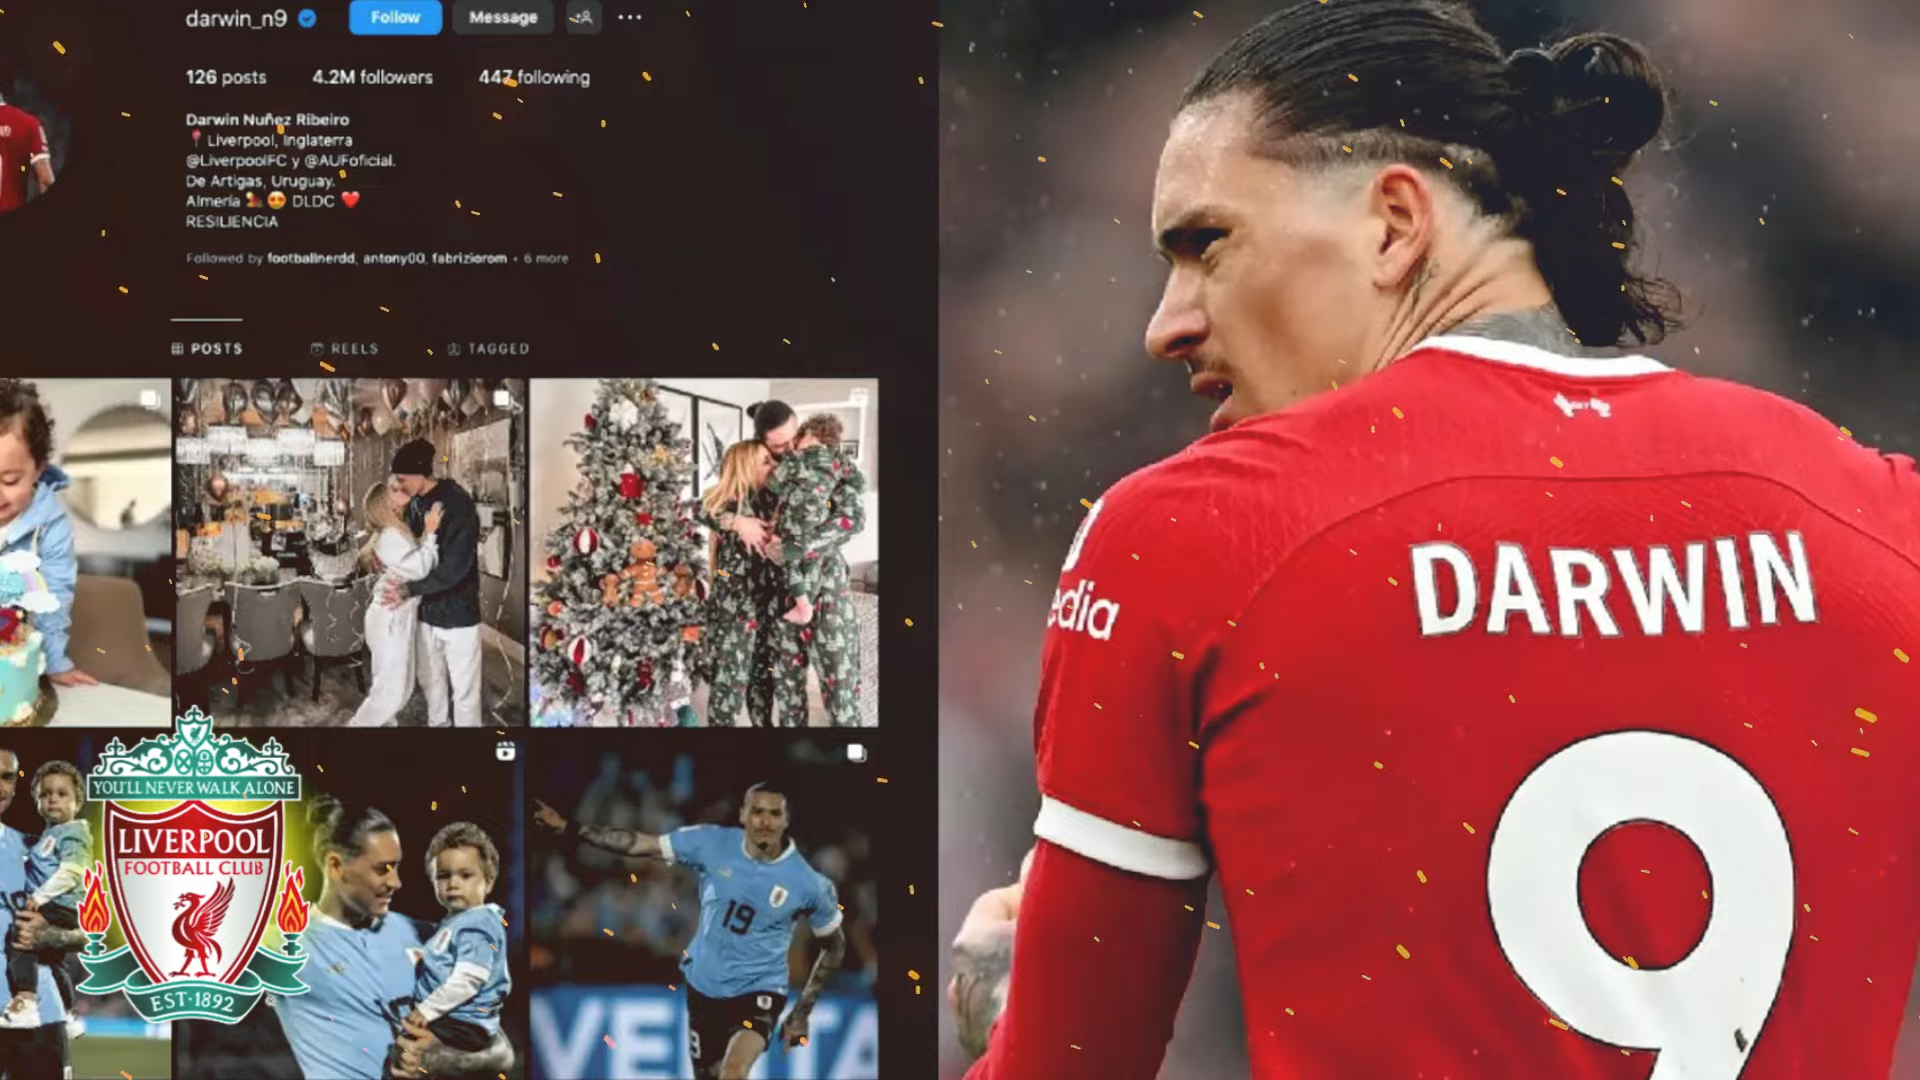 darwin_n9
Follow
Message
126 posts
4.2M followers
447 following
Darwin Nuñez Ribeiro
Liverpool, Inglaterra
@LiverpoolFC y @AUFoficial.
De Artigas, Uruguay.
Almería DLDC
RESILIENCIA
Followed by footballnerdd, antony00, fabriziorom • 6 more
POSTS
REELS
TAGGED
YOU'LL NEVER WALK ALONE
LIVERPOOL
FOOTBALL CLUB
EST·1892
19
edia
DARWIN
9